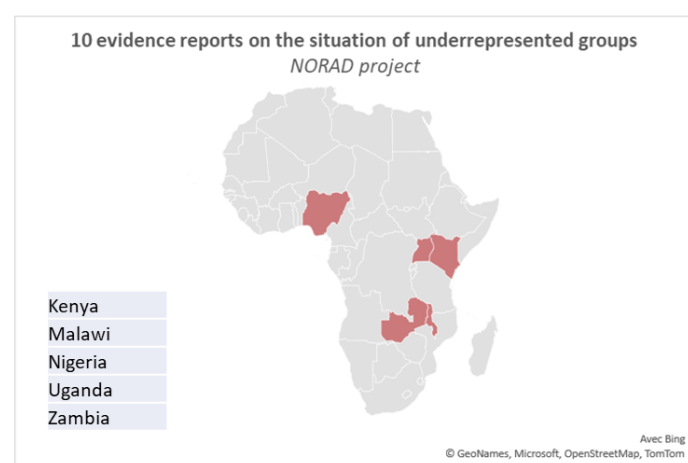 10 evidence reports on the situation of underrepresented groups
NORAD project
Kenya
Malawi
Nigeria
Uganda
Zambia
Avec Bing
© GeoNames, Microsoft, OpenStreetMap, TomTom